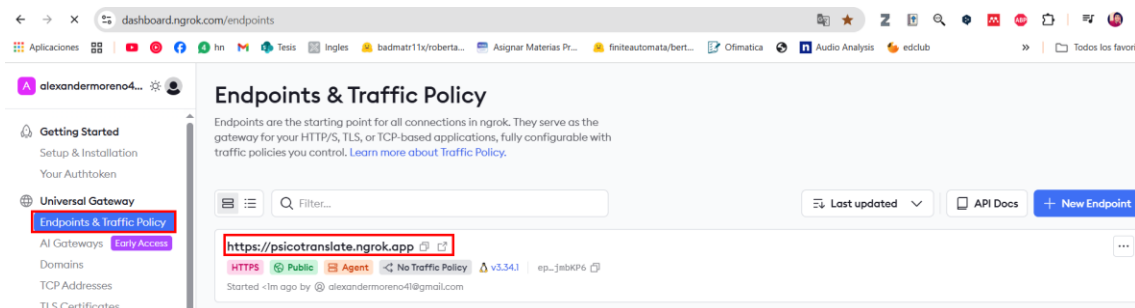 dashboard.ngrok.com/endpoints
Aplicaciones
hn
Tesis
Ingles
badmatr11x/roberta...
Asignar Materias Pr...
finiteautomata/bert...
Ofimatica
Audio Analysis
edclub
»
Todos los favori
A alexandermoreno4...
Getting Started
Setup & Installation
Your Authtoken
Universal Gateway
Endpoints & Traffic Policy
AI Gateways Early Access
Domains
TCP Addresses
TLS Certificates
Endpoints & Traffic Policy
Endpoints are the starting point for all connections in ngrok. They serve as the
gateway for your HTTP/S, TLS, or TCP-based applications, fully configurable with
traffic policies you control. Learn more about Traffic Policy.
Filter...
Last updated
API Docs
+ New Endpoint
https://psicotranslate.ngrok.app
HTTPS Public Agent No Traffic Policy v3.34.1 ep_jmbKP6
Started <1m ago by alexandermoreno41@gmail.com